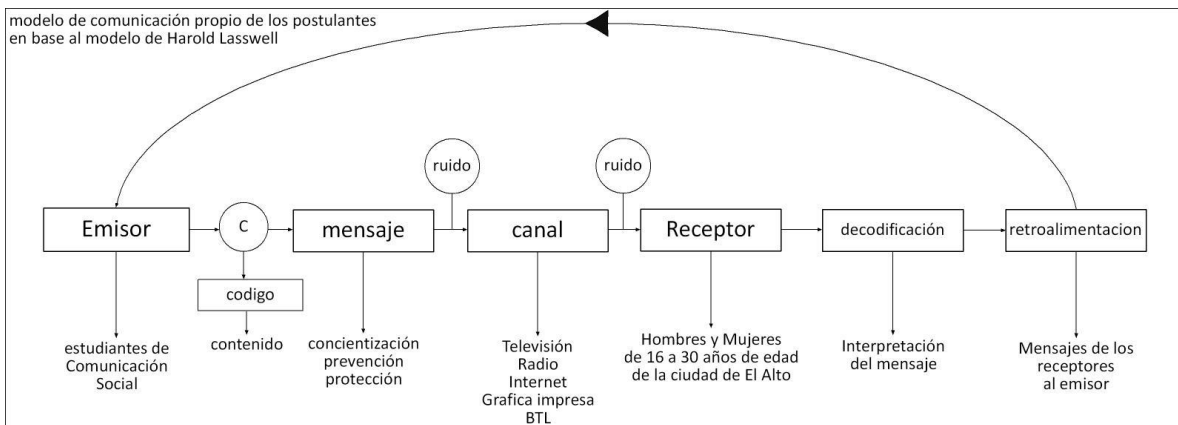 modelo de comunicación propio de los postulantes
en base al modelo de Harold Lasswell
ruido
ruido
Emisor
C
mensaje
canal
Receptor
decodificación
retroalimentacion
codigo
estudiantes de
Comunicación
Social
contenido
concientización
prevención
protección
Televisión
Radio
Internet
Grafica impresa
BTL
Hombres y Mujeres
de 16 a 30 años de edad
de la ciudad de El Alto
Interpretación
del mensaje
Mensajes de los
receptores
al emisor